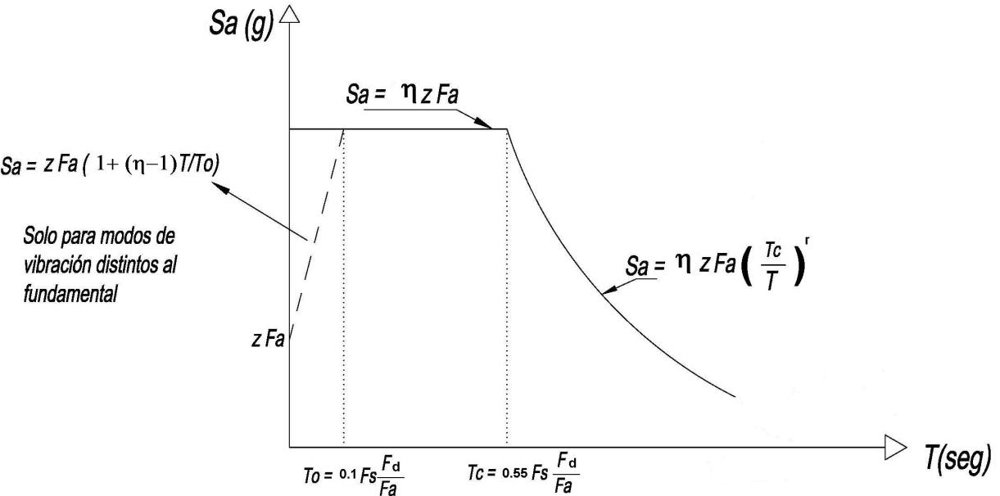 Sa (g)
Sa = η z Fa
Sa = z Fa ( 1+ (η−1)T/To)
Solo para modos de
vibración distintos al
fundamental
Sa = η z Fa ( Tc / T ) r
z Fa
To = 0.1 Fs Fd / Fa
Tc = 0.55 Fs Fd / Fa
T(seg)